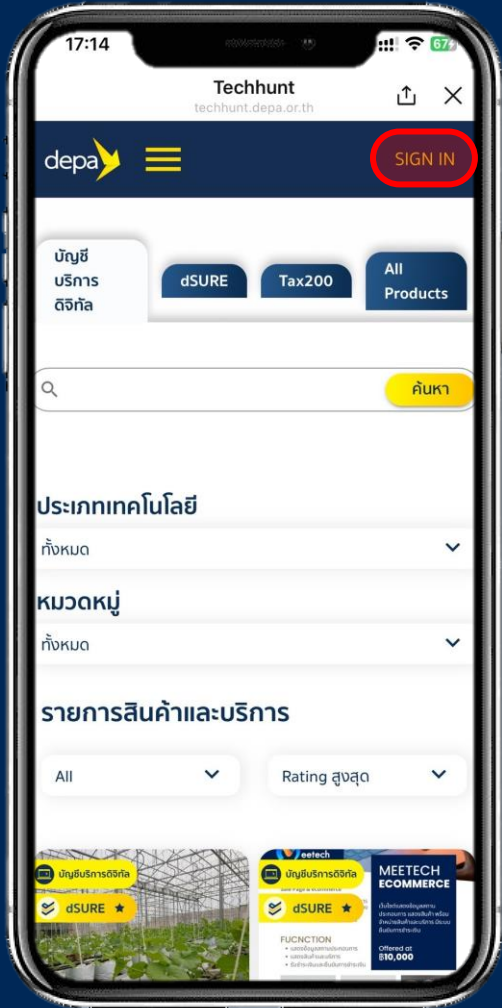 17:14
67
Techhunt
techhunt.depa.or.th
depa
SIGN IN
บัญชี
บริการ
ดิจิทัล
dSURE
Tax200
All
Products
ค้นหา
ประเภทเทคโนโลยี
ทั้งหมด
หมวดหมู่
ทั้งหมด
รายการสินค้าและบริการ
All
Rating สูงสุด
บัญชีบริการดิจิทัล
dSURE
eetech
บัญชีบริการดิจิทัล
dSURE
FUCNCTION
MEETECH
ECOMMERCE
Offered at
฿10,000